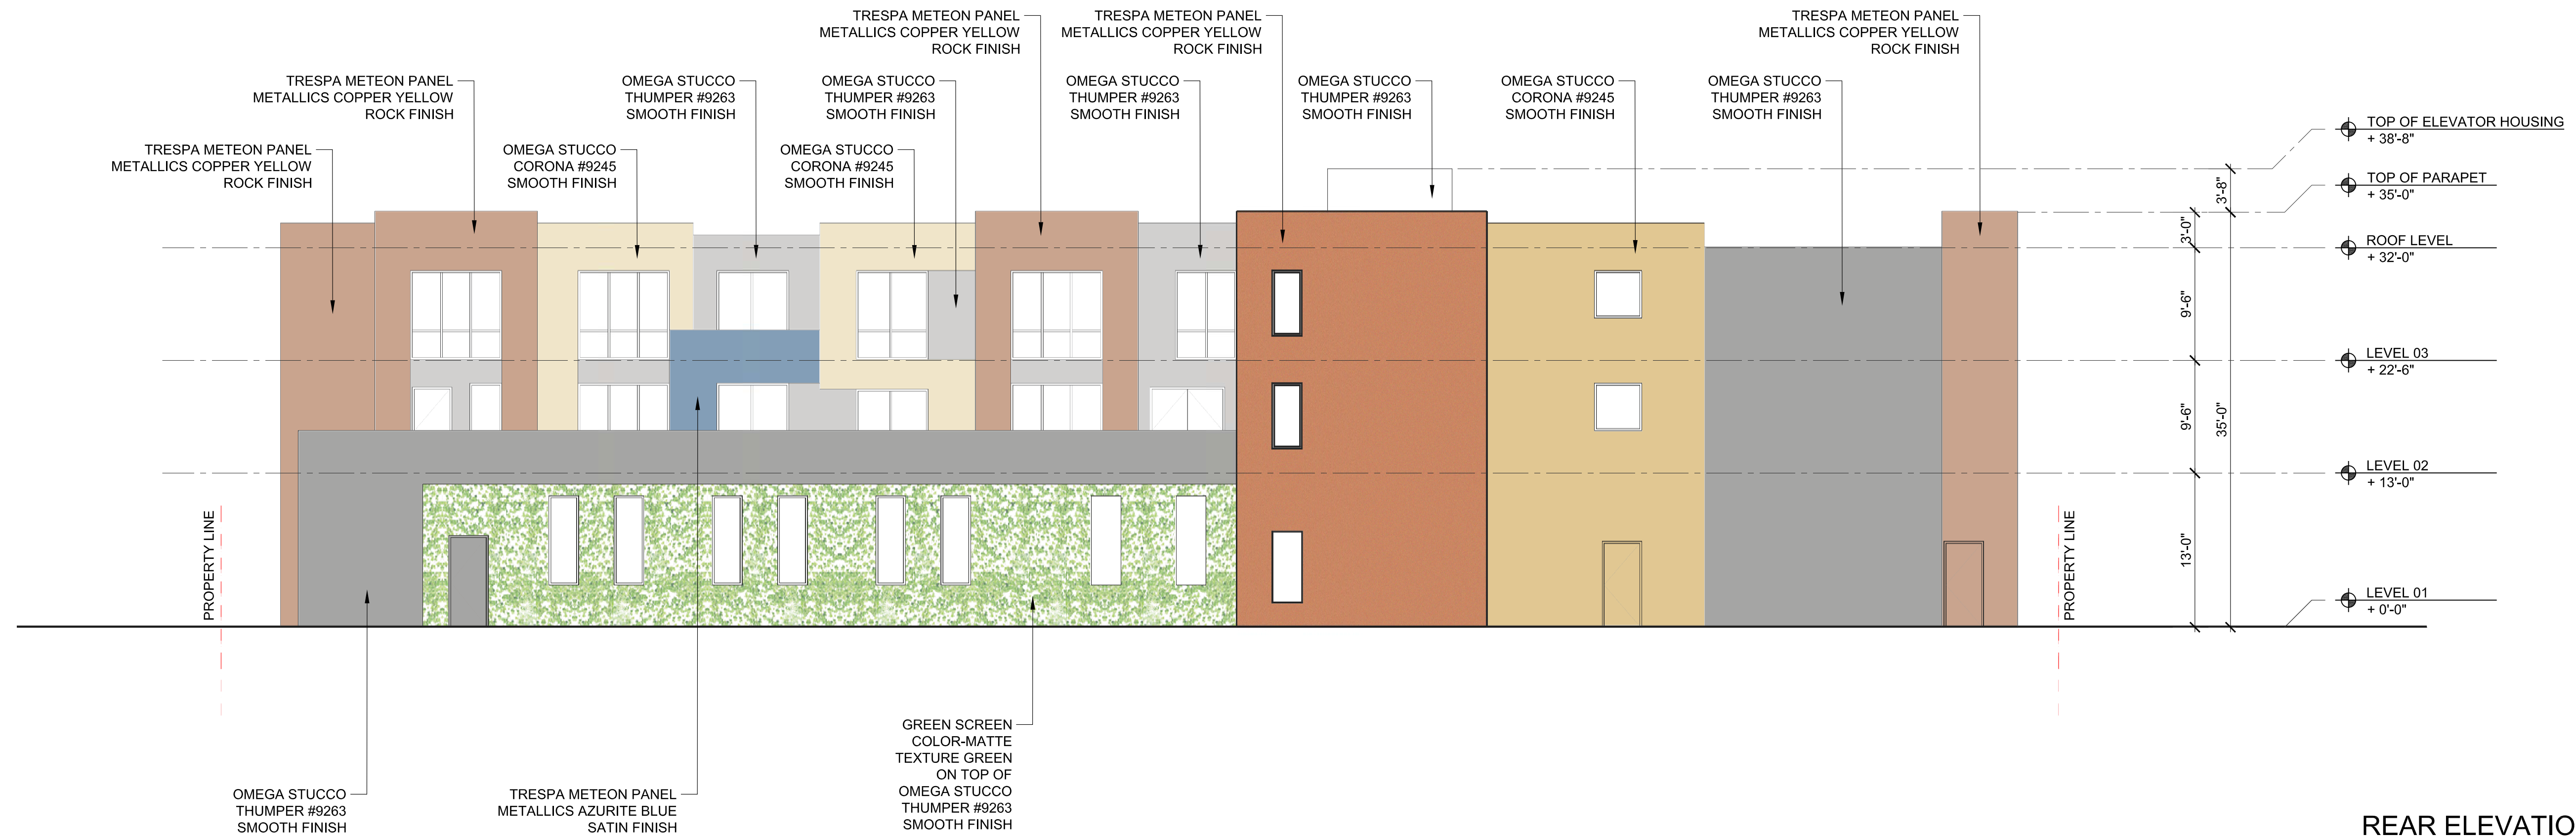 TRESPA METEON PANEL
METALLICS COPPER YELLOW
ROCK FINISH
TRESPA METEON PANEL
METALLICS COPPER YELLOW
ROCK FINISH
TRESPA METEON PANEL
METALLICS COPPER YELLOW
ROCK FINISH
TRESPA METEON PANEL
METALLICS COPPER YELLOW
ROCK FINISH
OMEGA STUCCO
THUMPER #9263
SMOOTH FINISH
OMEGA STUCCO
THUMPER #9263
SMOOTH FINISH
OMEGA STUCCO
THUMPER #9263
SMOOTH FINISH
OMEGA STUCCO
THUMPER #9263
SMOOTH FINISH
OMEGA STUCCO
CORONA #9245
SMOOTH FINISH
OMEGA STUCCO
THUMPER #9263
SMOOTH FINISH
TRESPA METEON PANEL
METALLICS COPPER YELLOW
ROCK FINISH
OMEGA STUCCO
CORONA #9245
SMOOTH FINISH
OMEGA STUCCO
CORONA #9245
SMOOTH FINISH
TOP OF ELEVATOR HOUSING
+ 38'-8"
TOP OF PARAPET
+ 35'-0"
ROOF LEVEL
+ 32'-0"
LEVEL 03
+ 22'-6"
LEVEL 02
+ 13'-0"
LEVEL 01
+ 0'-0"
3'-8"
3'-0"
9'-6"
9'-6"
35'-0"
13'-0"
PROPERTY LINE
PROPERTY LINE
OMEGA STUCCO
THUMPER #9263
SMOOTH FINISH
TRESPA METEON PANEL
METALLICS AZURITE BLUE
SATIN FINISH
GREEN SCREEN
COLOR-MATTE
TEXTURE GREEN
ON TOP OF
OMEGA STUCCO
THUMPER #9263
SMOOTH FINISH
REAR ELEVATIO